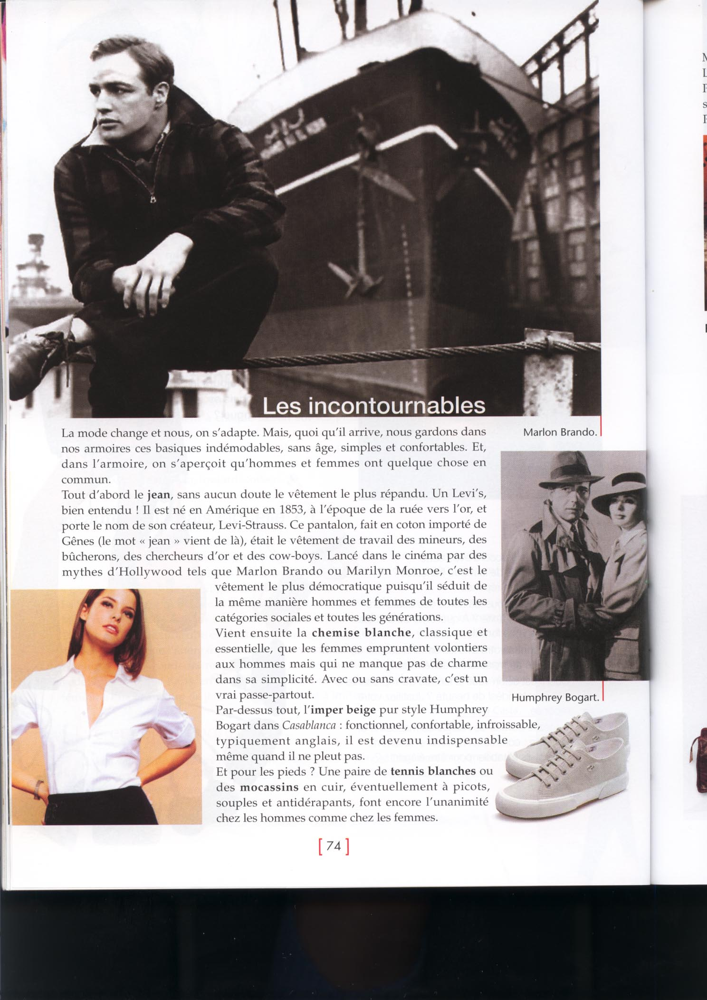 Les incontournables
Marlon Brando.
La mode change et nous, on s'adapte. Mais, quoi qu'il arrive, nous gardons dans
nos armoires ces basiques indémodables, sans âge, simples et confortables. Et,
dans l'armoire, on s'aperçoit qu'hommes et femmes ont quelque chose en
commun.
Tout d'abord le jean, sans aucun doute le vêtement le plus répandu. Un Levi's,
bien entendu ! Il est né en Amérique en 1853, à l'époque de la ruée vers l'or, et
porte le nom de son créateur, Levi-Strauss. Ce pantalon, fait en coton importé de
Gênes (le mot « jean » vient de là), était le vêtement de travail des mineurs, des
bûcherons, des chercheurs d'or et des cow-boys. Lancé dans le cinéma par des
mythes d'Hollywood tels que Marlon Brando ou Marilyn Monroe, c'est le
vêtement le plus démocratique puisqu'il séduit de
la même manière hommes et femmes de toutes les
catégories sociales et toutes les générations.
Vient ensuite la chemise blanche, classique et
essentielle, que les femmes empruntent volontiers
aux hommes mais qui ne manque pas de charme
dans sa simplicité. Avec ou sans cravate, c'est un
vrai passe-partout.
Par-dessus tout, l'imper beige pur style Humphrey
Bogart dans Casablanca : fonctionnel, confortable, infroissable,
typiquement anglais, il est devenu indispensable
même quand il ne pleut pas.
Et pour les pieds ? Une paire de tennis blanches ou
des mocassins en cuir, éventuellement à picots,
souples et antidérapants, font encore l'unanimité
chez les hommes comme chez les femmes.
Humphrey Bogart.
[ 74 ]